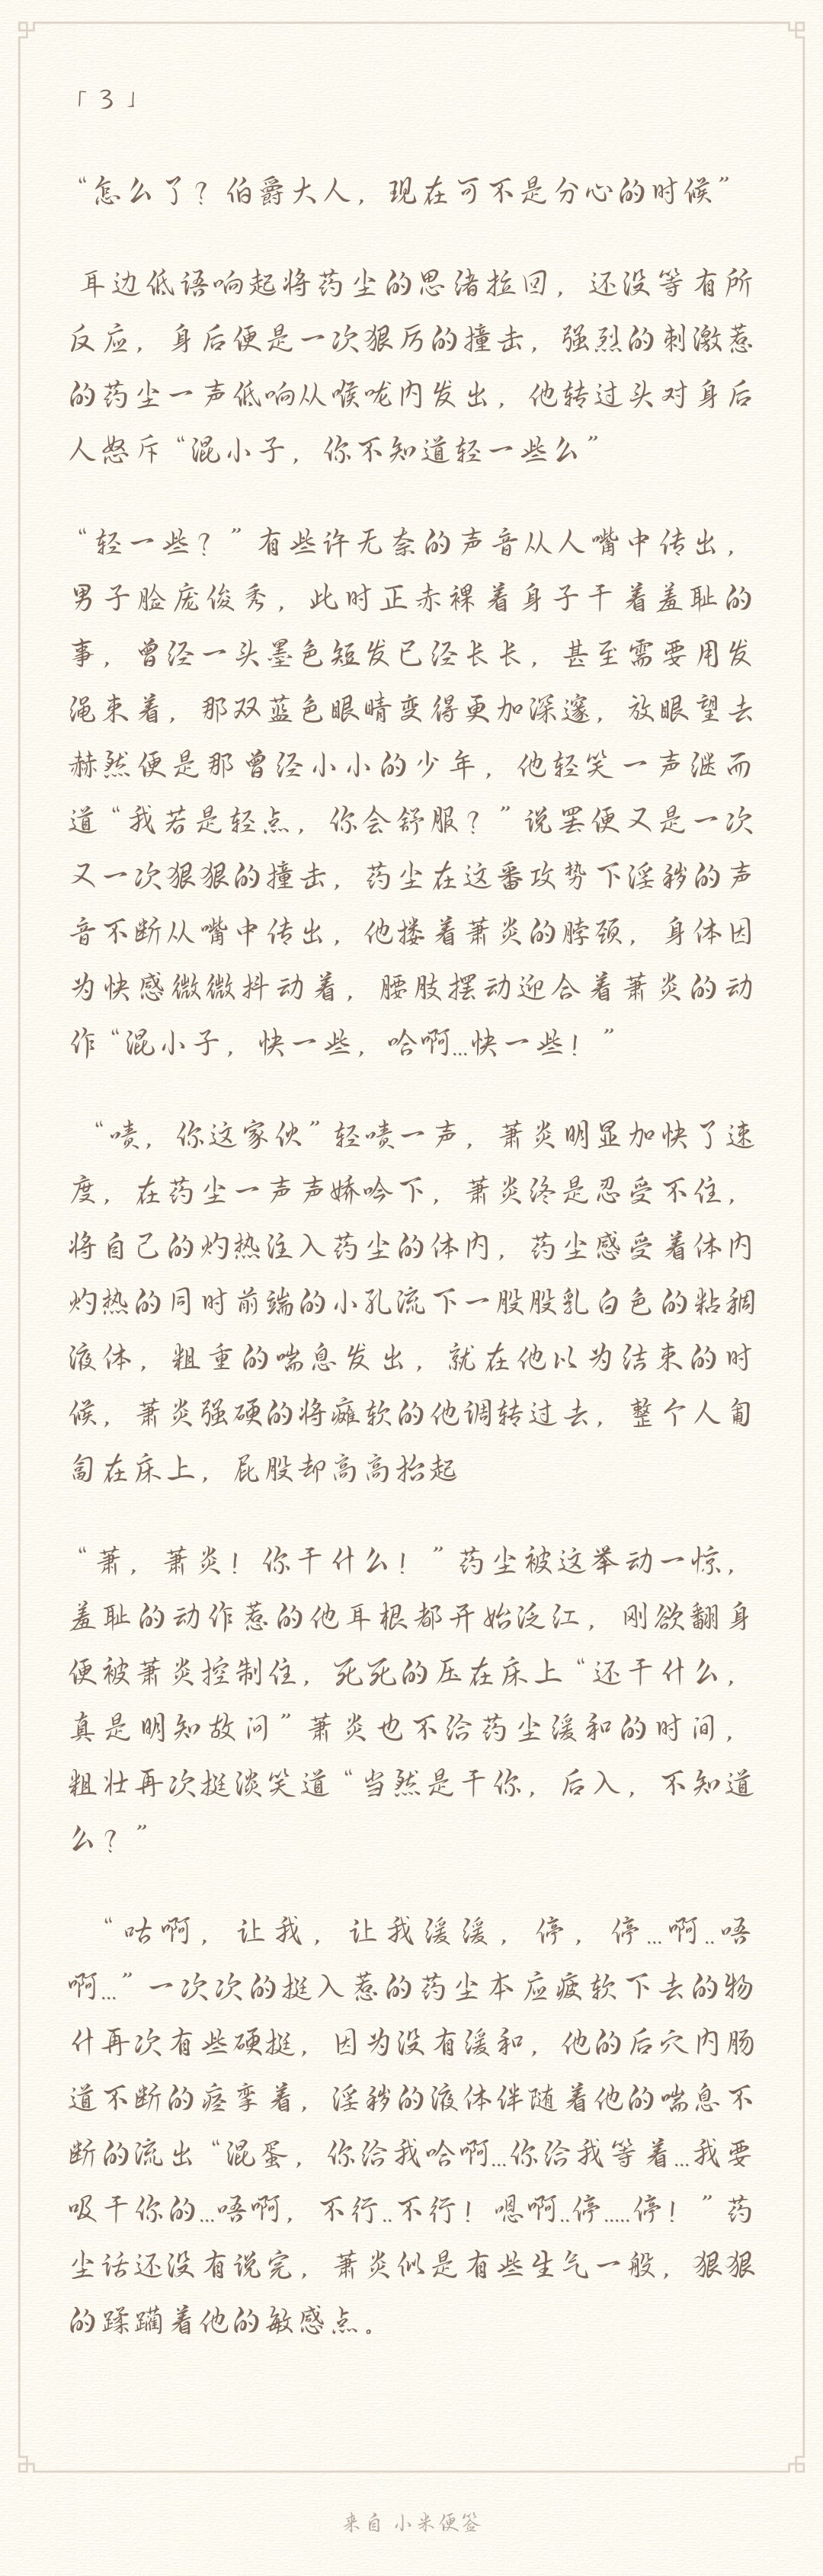 「3」
“怎么了？伯爵大人，现在可不是分心的时候”
耳边低语响起将药尘的思绪拉回，还没等有所
反应，身后便是一次狠厉的撞击，强烈的刺激惹
的药尘一声低响从喉咙内发出，他转过头对身后
人怒斥“混小子，你不知道轻一些么”
“轻一些？”有些许无奈的声音从人嘴中传出，
男子脸庞俊秀，此时正赤裸着身子干着羞耻的
事，曾经一头墨色短发已经长长，甚至需要用发
绳束着，那双蓝色眼睛变得更加深邃，放眼望去
赫然便是那曾经小小的少年，他轻笑一声继而
道“我若是轻点，你会舒服？”说罢便又是一次
又一次狠狠的撞击，药尘在这番攻势下淫秽的声
音不断从嘴中传出，他搂着萧炎的脖颈，身体因
为快感微微抖动着，腰肢摆动迎合着萧炎的动
作“混小子，快一些，哈啊...快一些！”
“啧，你这家伙”轻啧一声，萧炎明显加快了速
度，在药尘一声声娇吟下，萧炎终是忍受不住，
将自己的灼热注入药尘的体内，药尘感受着体内
灼热的同时前端的小孔流下一股股乳白色的粘稠
液体，粗重的喘息发出，就在他以为结束的时
候，萧炎强硬的将瘫软的他调转过去，整个人匍
匐在床上，屁股却高高抬起
“萧，萧炎！你干什么！”药尘被这举动一惊，
羞耻的动作惹的他耳根都开始泛江，刚欲翻身
便被萧炎控制住，死死的压在床上“还干什么，
真是明知故问”萧炎也不给药尘缓和的时间，
粗壮再次挺淡笑道“当然是干你，后入，不知道
么？”
“咕啊，让我，让我缓缓，停，停...啊..唔
啊...”一次次的挺入惹的药尘本应疲软下去的物
什再次有些硬挺，因为没有缓和，他的后穴内肠
道不断的痉挛着，淫秽的液体伴随着他的喘息不
断的流出“混蛋，你给我哈啊...你给我等着...我要
吸干你的...唔啊，不行..不行！嗯啊..停.....停！”药
尘话还没有说完，萧炎似是有些生气一般，狠狠
的蹂躏着他的敏感点。
来自 小米便签